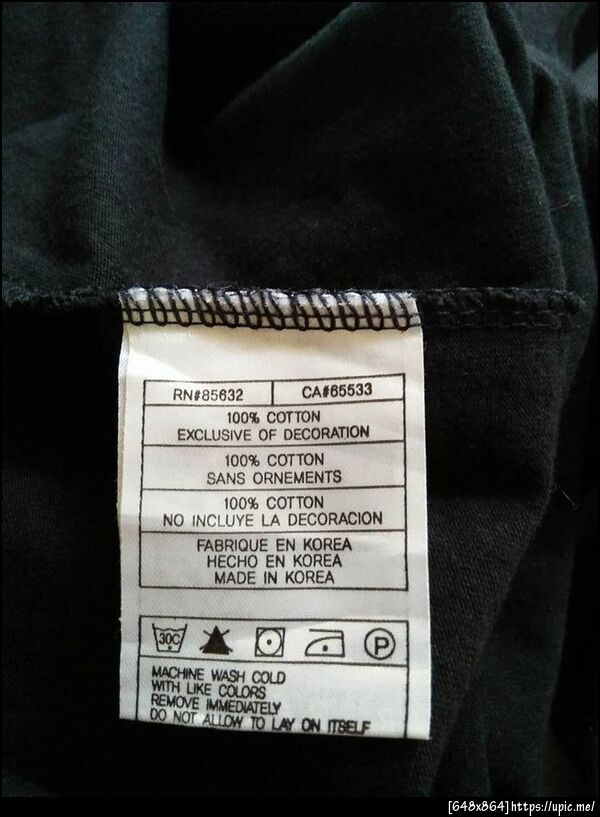 RN#85632 CA#65533
100% COTTON
EXCLUSIVE OF DECORATION
100% COTTON
SANS ORNEMENTS
100% COTTON
NO INCLUYE LA DECORACION
FABRIQUE EN KOREA
HECHO EN KOREA
MADE IN KOREA
30C P
MACHINE WASH COLD
WITH LIKE COLORS
REMOVE IMMEDIATELY
DO NOT ALLOW TO LAY ON ITSELF
[648x864]https://upic.me/